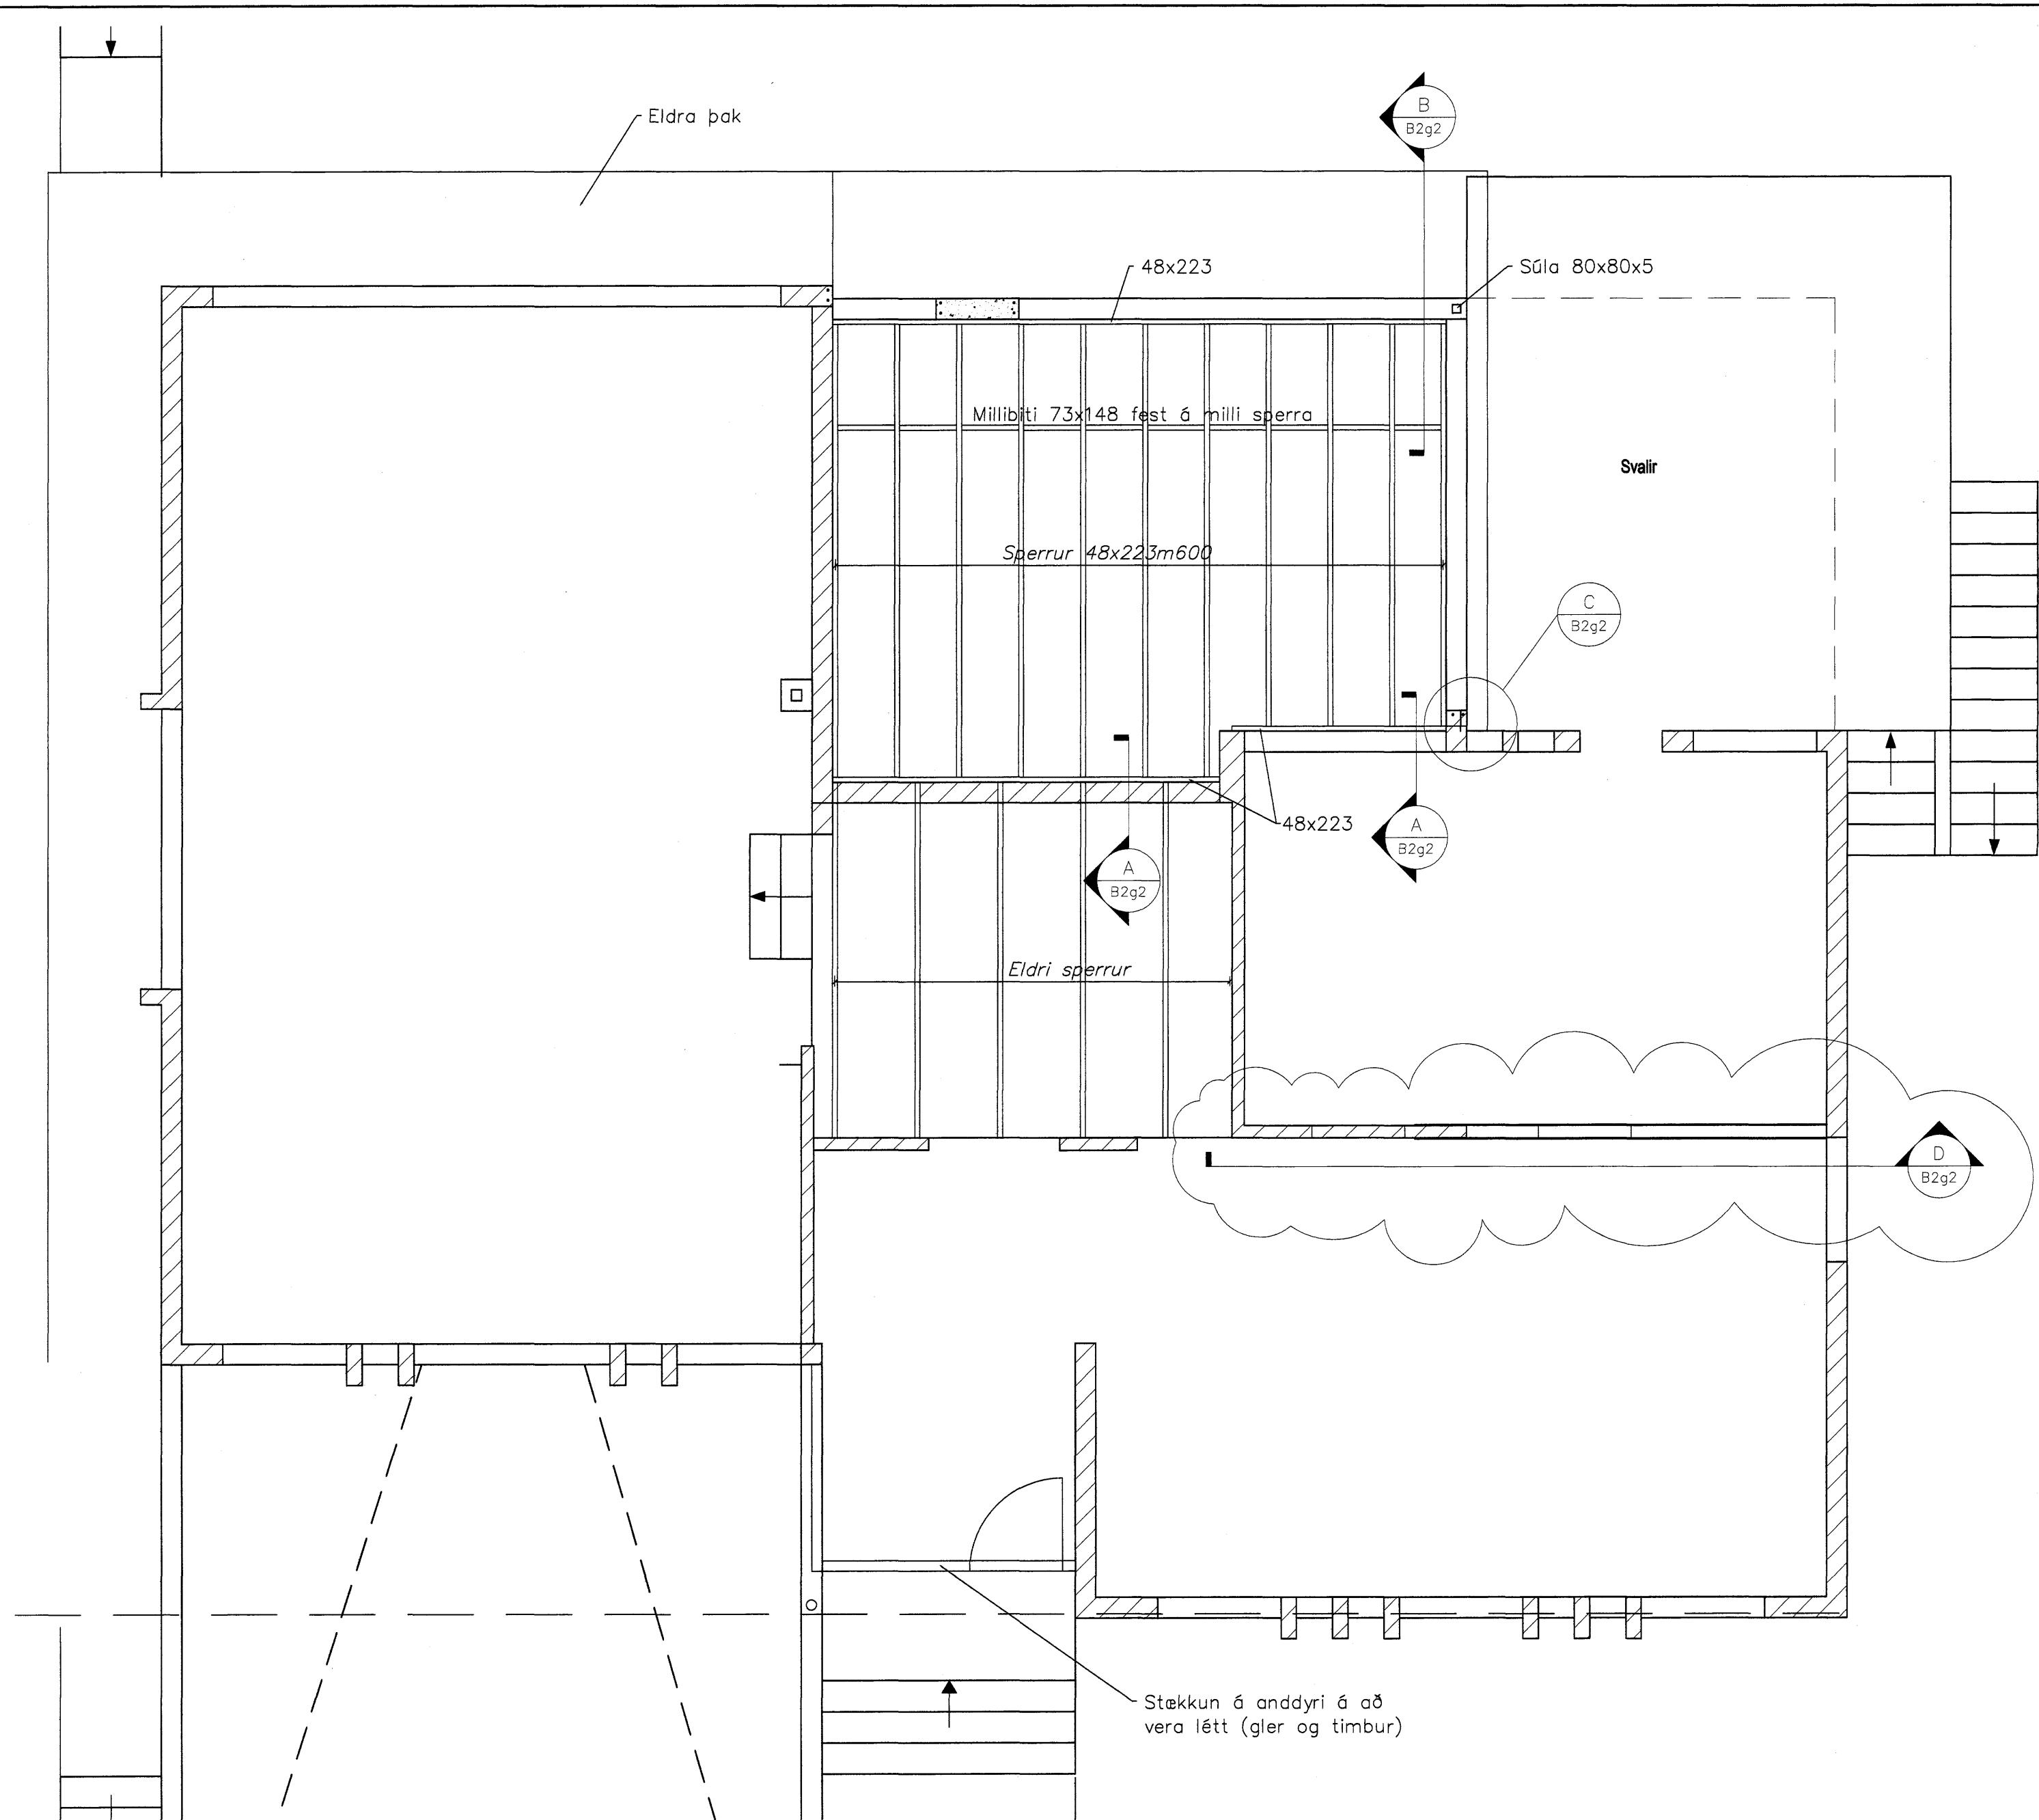 Eldra þak
B
B2g2
48x223
Súla 80x80x5
Millibiti 73x148 fest á milli sperra
Svalir
Sperrur 48x223m600
C
B2g2
48x223
A
B2g2
A
B2g2
Eldri sperrur
D
B2g2
Stækkun á anddyri á að
vera létt (gler og timbur)